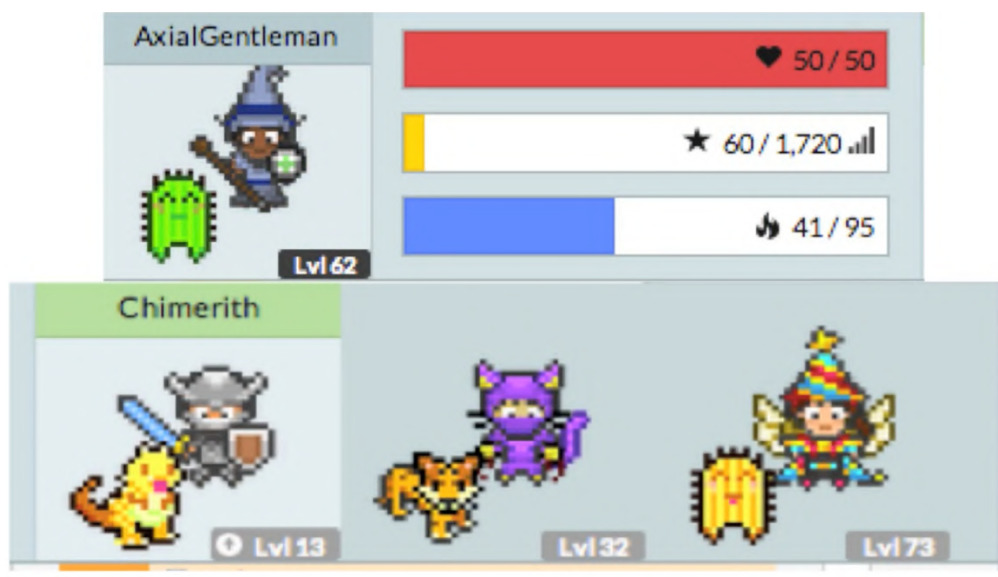 AxialGentleman
50 / 50
60 / 1,720
41 / 95
Lvl 62
Chimerith
Lvl 13
Lvl 32
Lvl 73